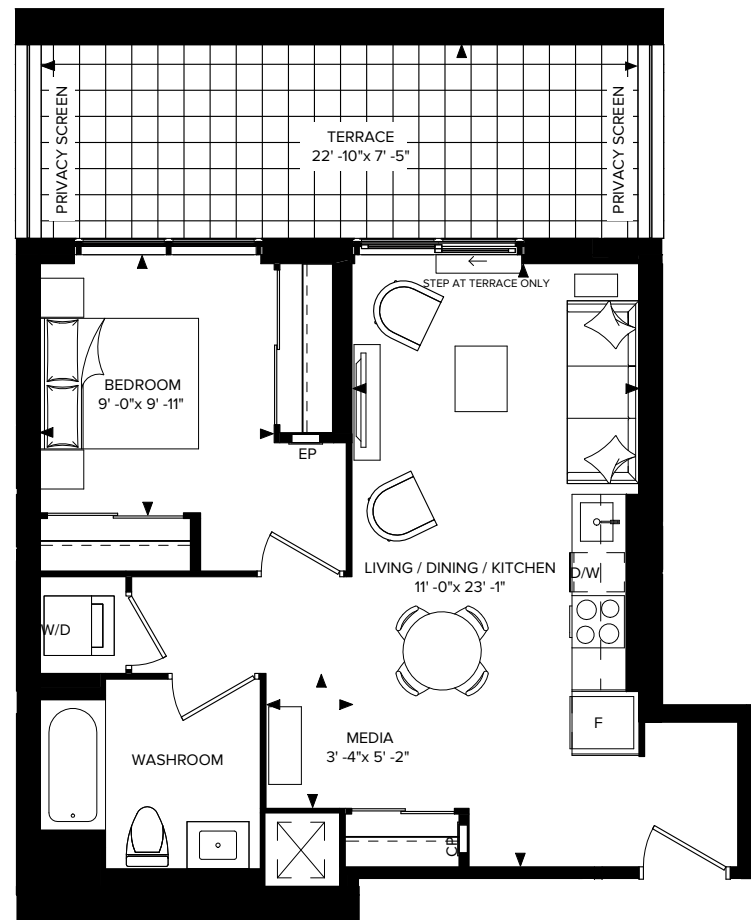 PRIVACY SCREEN
TERRACE
22' -10"x 7' -5"
PRIVACY SCREEN
STEP AT TERRACE ONLY
BEDROOM
9' -0"x 9' -11"
EP
LIVING / DINING / KITCHEN
11' -0"x 23' -1"
D/W
W/D
F
MEDIA
3' -4"x 5' -2"
WASHROOM
CP